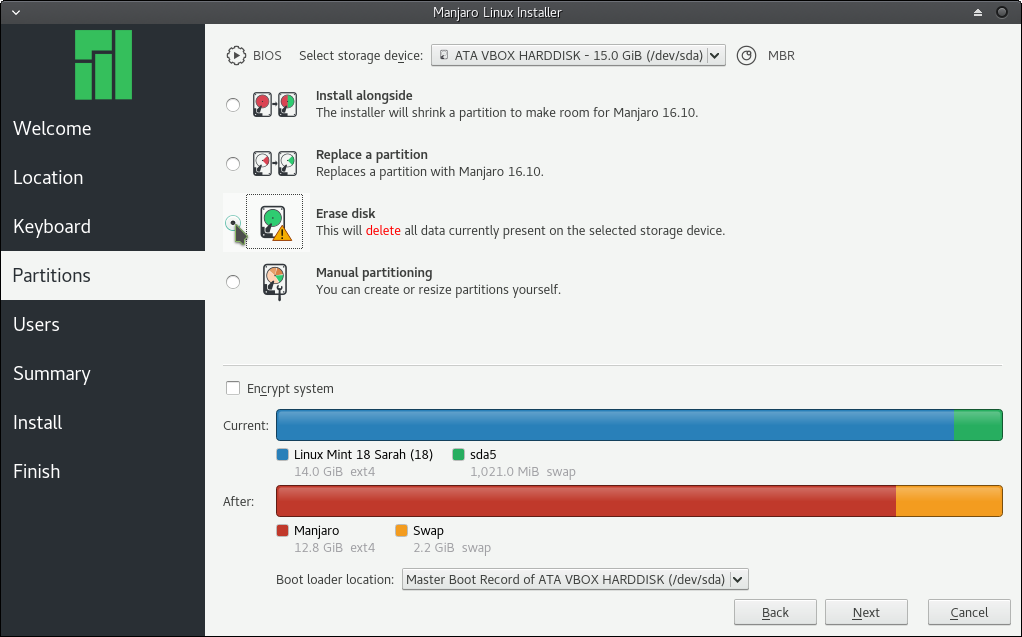 Manjaro Linux Installer
Welcome
Location
Keyboard
Partitions
Users
Summary
Install
Finish
BIOS Select storage device: ATA VBOX HARDDISK - 15.0 GiB (/dev/sda) MBR
Install alongside
The installer will shrink a partition to make room for Manjaro 16.10.
Replace a partition
Replaces a partition with Manjaro 16.10.
Erase disk
This will delete all data currently present on the selected storage device.
Manual partitioning
You can create or resize partitions yourself.
Encrypt system
Current:
Linux Mint 18 Sarah (18) sda5
14.0 GiB ext4 1,021.0 MiB swap
After:
Manjaro Swap
12.8 GiB ext4 2.2 GiB swap
Boot loader location: Master Boot Record of ATA VBOX HARDDISK (/dev/sda)
Back Next Cancel